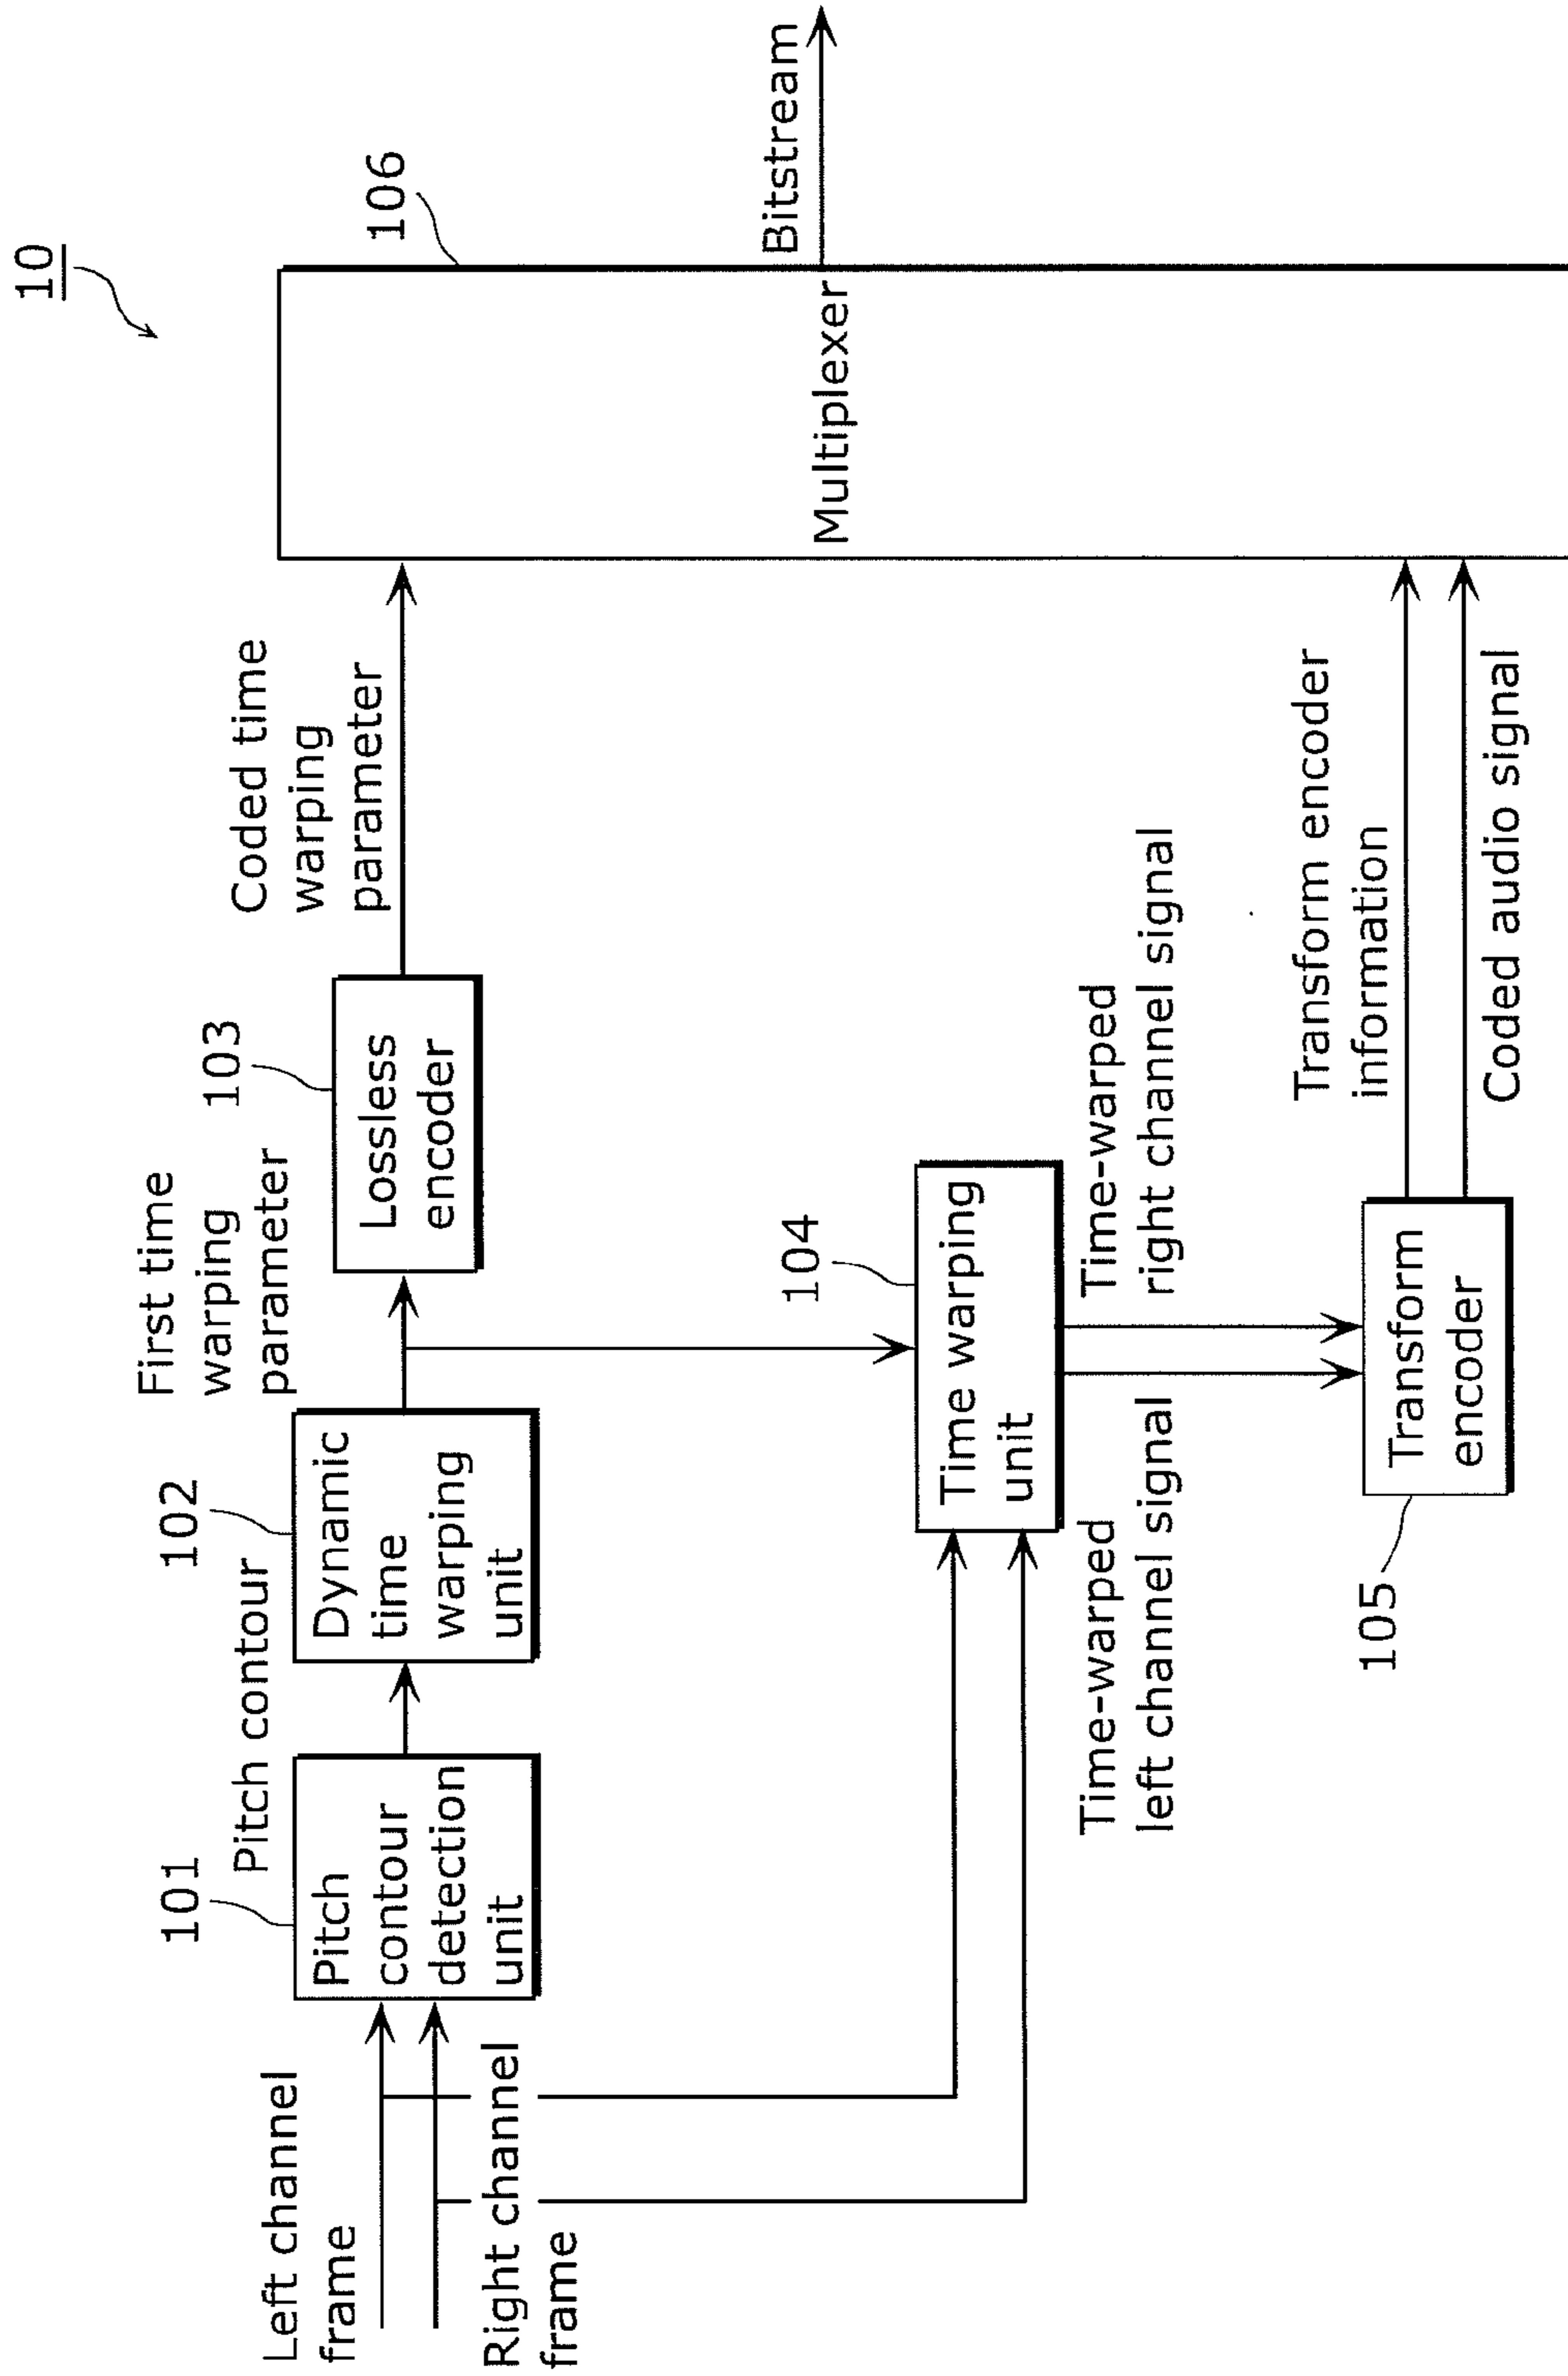 10
Left channel
frame
Right channel
frame
101
Pitch
contour
detection
unit
Pitch contour
102
Dynamic
time
warping
unit
First time
warping
parameter
103
Lossless
encoder
Coded time
warping
parameter
106
Multiplexer
Bitstream
104
Time warping
unit
Time-warped
left channel signal
Time-warped
right channel signal
105
Transform
encoder
Transform encoder
information
Coded audio signal